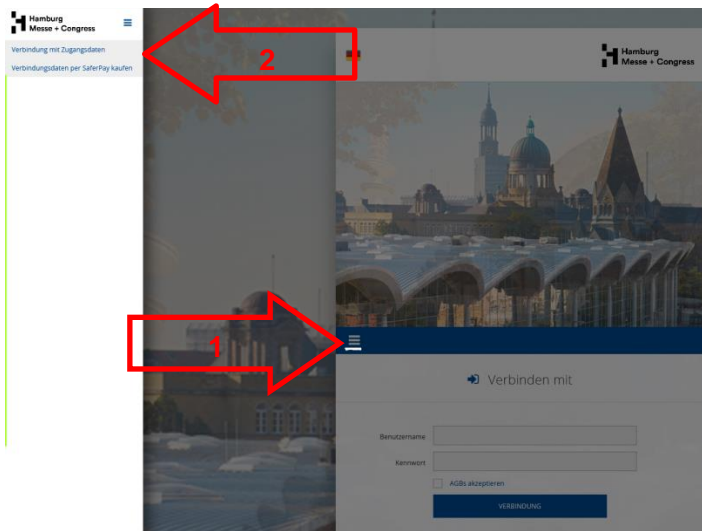 Hamburg
Messe + Congress
Verbindung mit Zugangsdaten
Verbindungsdaten per SaferPay kaufen
2
Hamburg
Messe + Congress
1
Verbinden mit
Benutzername
Kennwort
AGBs akzeptieren
VERBINDUNG